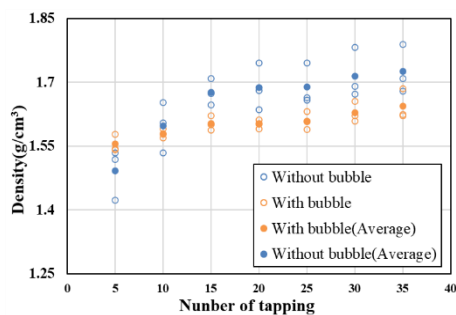 1.85
1.7
1.55
1.4
1.25
Density(g/cm³)
Without bubble
With bubble
With bubble(Average)
Without bubble(Average)
0 5 10 15 20 25 30 35 40
Nunber of tapping